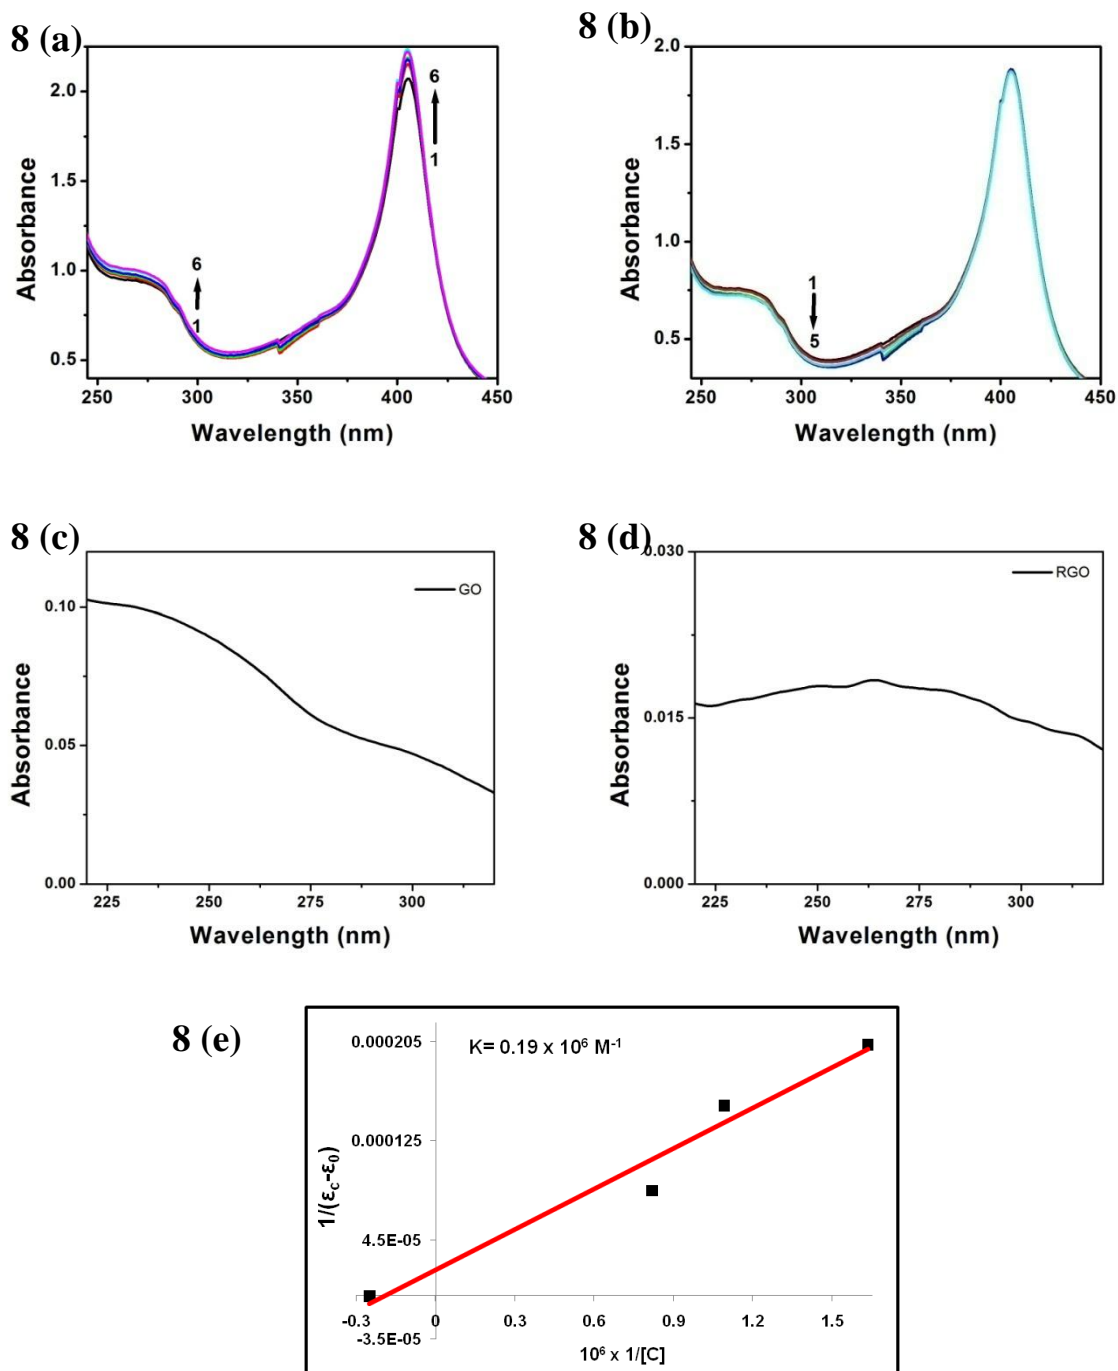 8 (a)
2.0
1.5
1.0
0.5
Absorbance
6
1
6
1
250 300 350 400 450
Wavelength (nm)
8 (b)
2.0
1.5
1.0
0.5
Absorbance
1
5
250 300 350 400 450
Wavelength (nm)
8 (c)
0.10
0.05
0.00
Absorbance
GO
225 250 275 300
Wavelength (nm)
8 (d)
0.030
0.015
0.000
Absorbance
RGO
225 250 275 300
Wavelength (nm)
8 (e)
K= 0.19 x 10⁶ M⁻¹
0.000205
0.000125
4.5E-05
-3.5E-05
1/(εc-ε0)
-0.3 0 0.3 0.6 0.9 1.2 1.5
10⁶ x 1/[C]